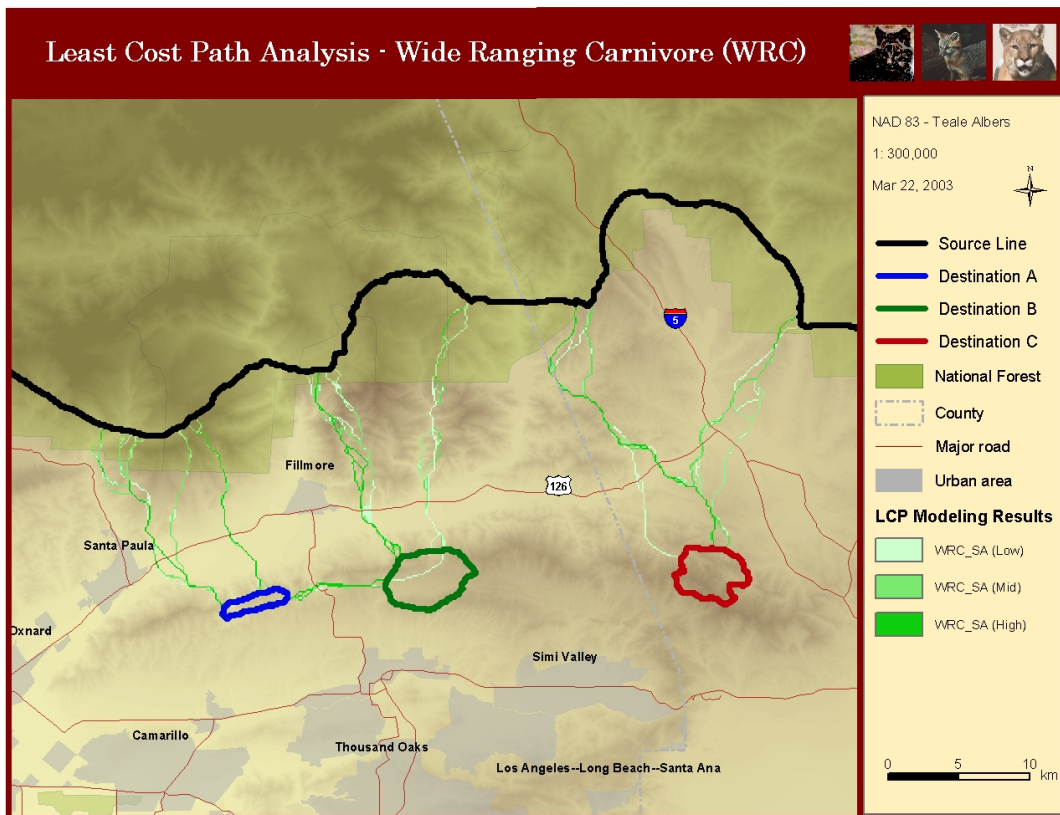 Least Cost Path Analysis - Wide Ranging Carnivore (WRC)
NAD 83 - Teale Albers
1: 300,000
Mar 22, 2003
N
Source Line
Destination A
Destination B
Destination C
National Forest
County
Major road
Urban area
LCP Modeling Results
WRC_SA (Low)
WRC_SA (Mid)
WRC_SA (High)
0 5 10
km
5
Fillmore
126
Santa Paula
Oxnard
Simi Valley
Camarillo
Thousand Oaks
Los Angeles--Long Beach--Santa Ana